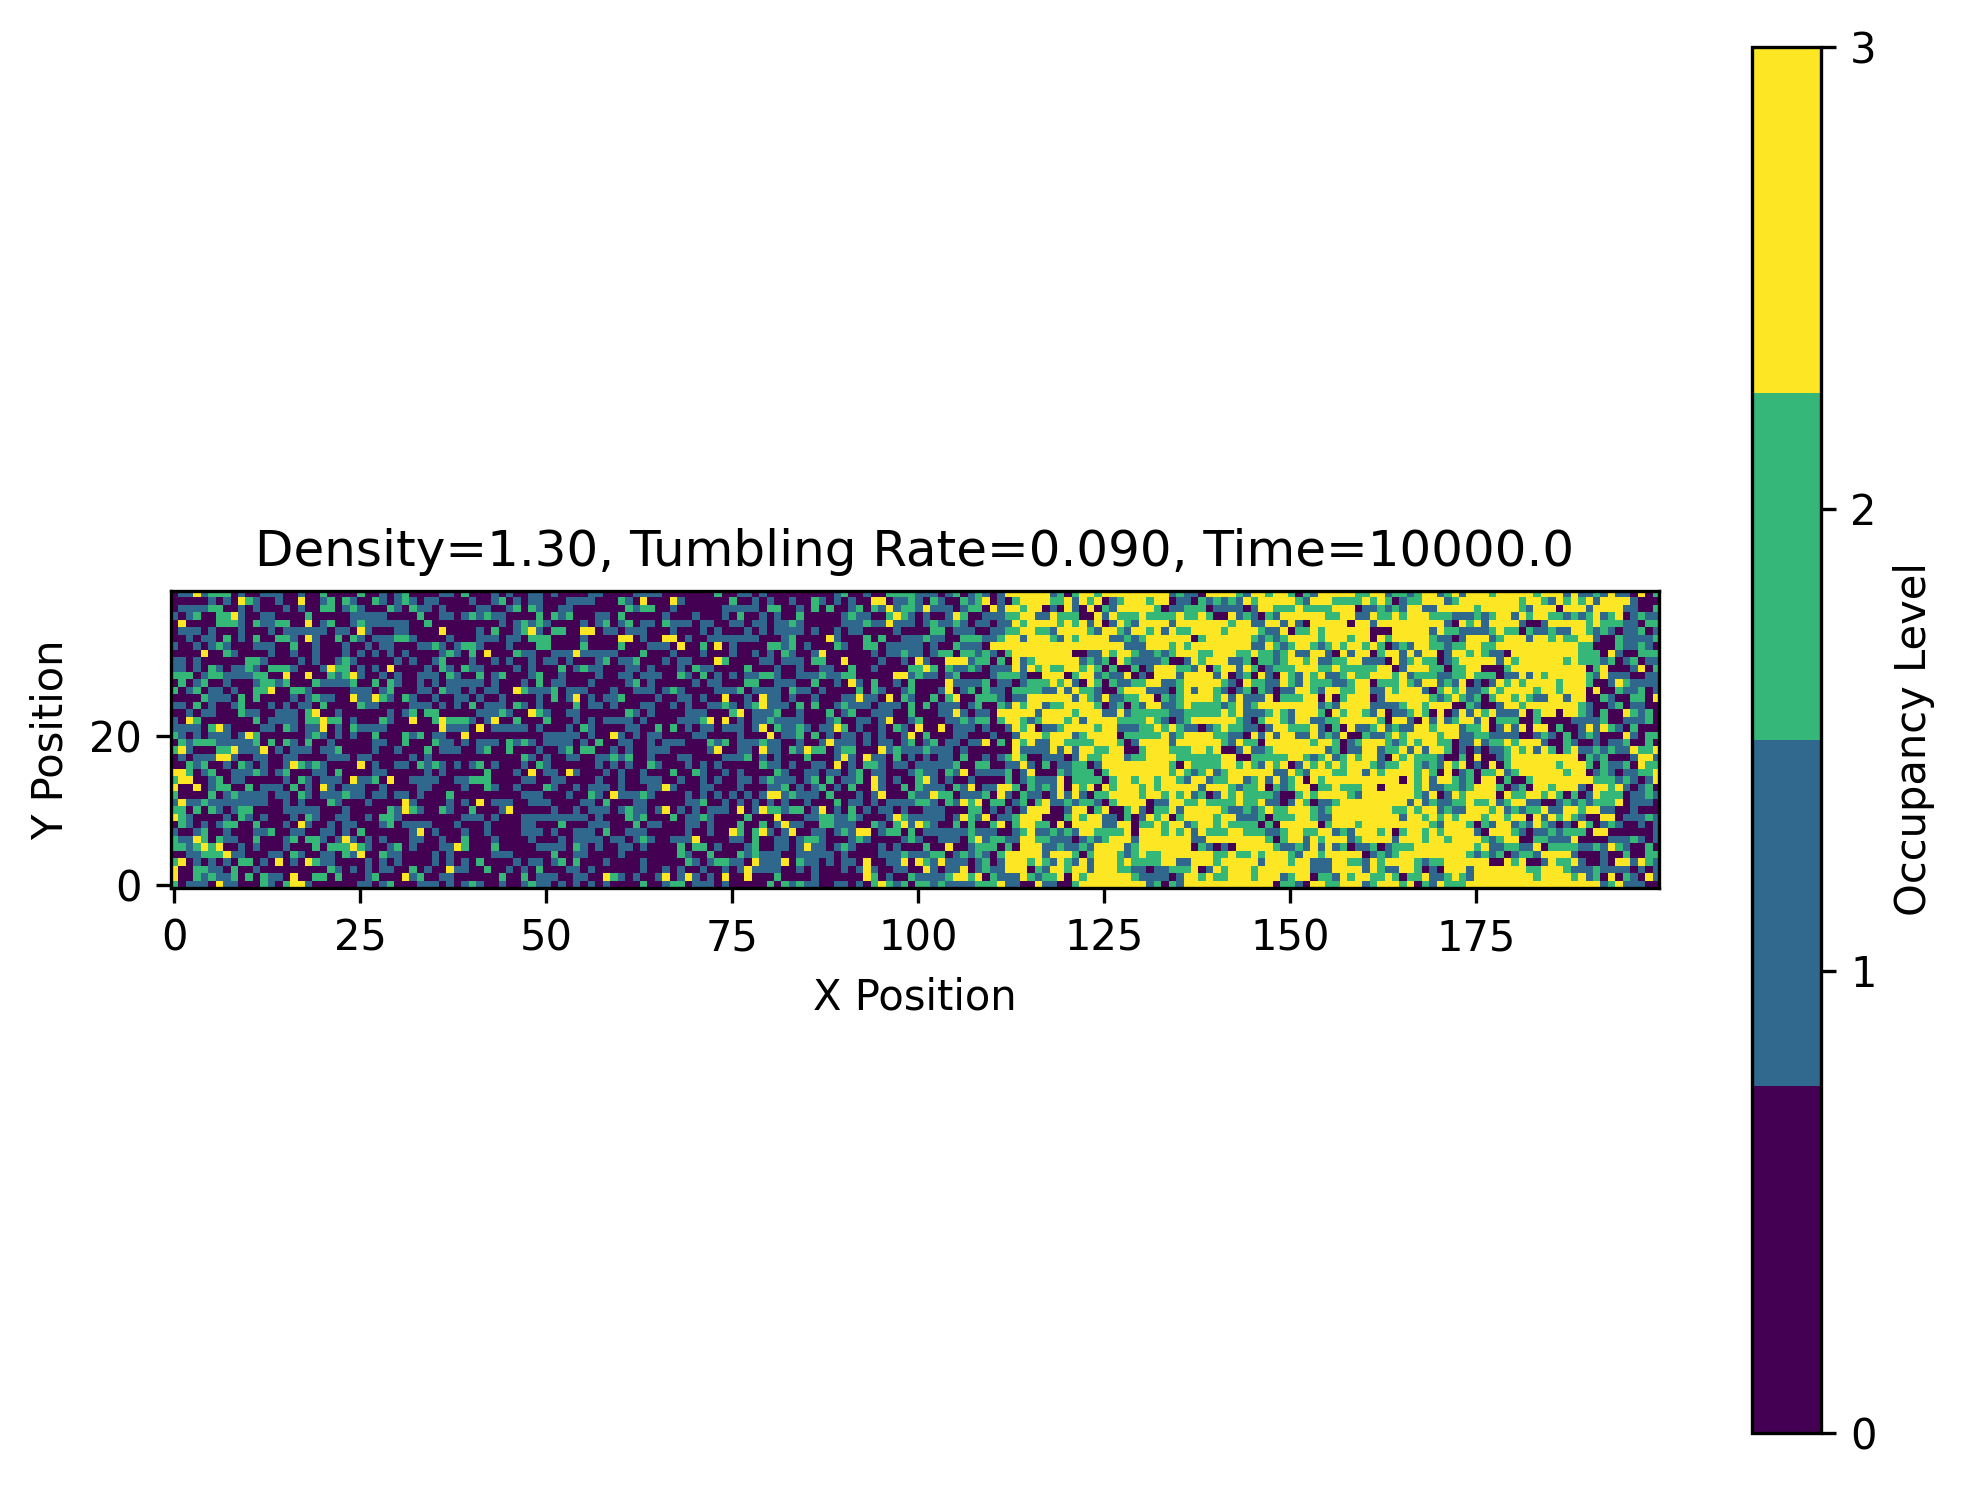 Density=1.30, Tumbling Rate=0.090, Time=10000.0
Y Position
20
0
0 25 50 75 100 125 150 175
X Position
3
2
1
0
Occupancy Level